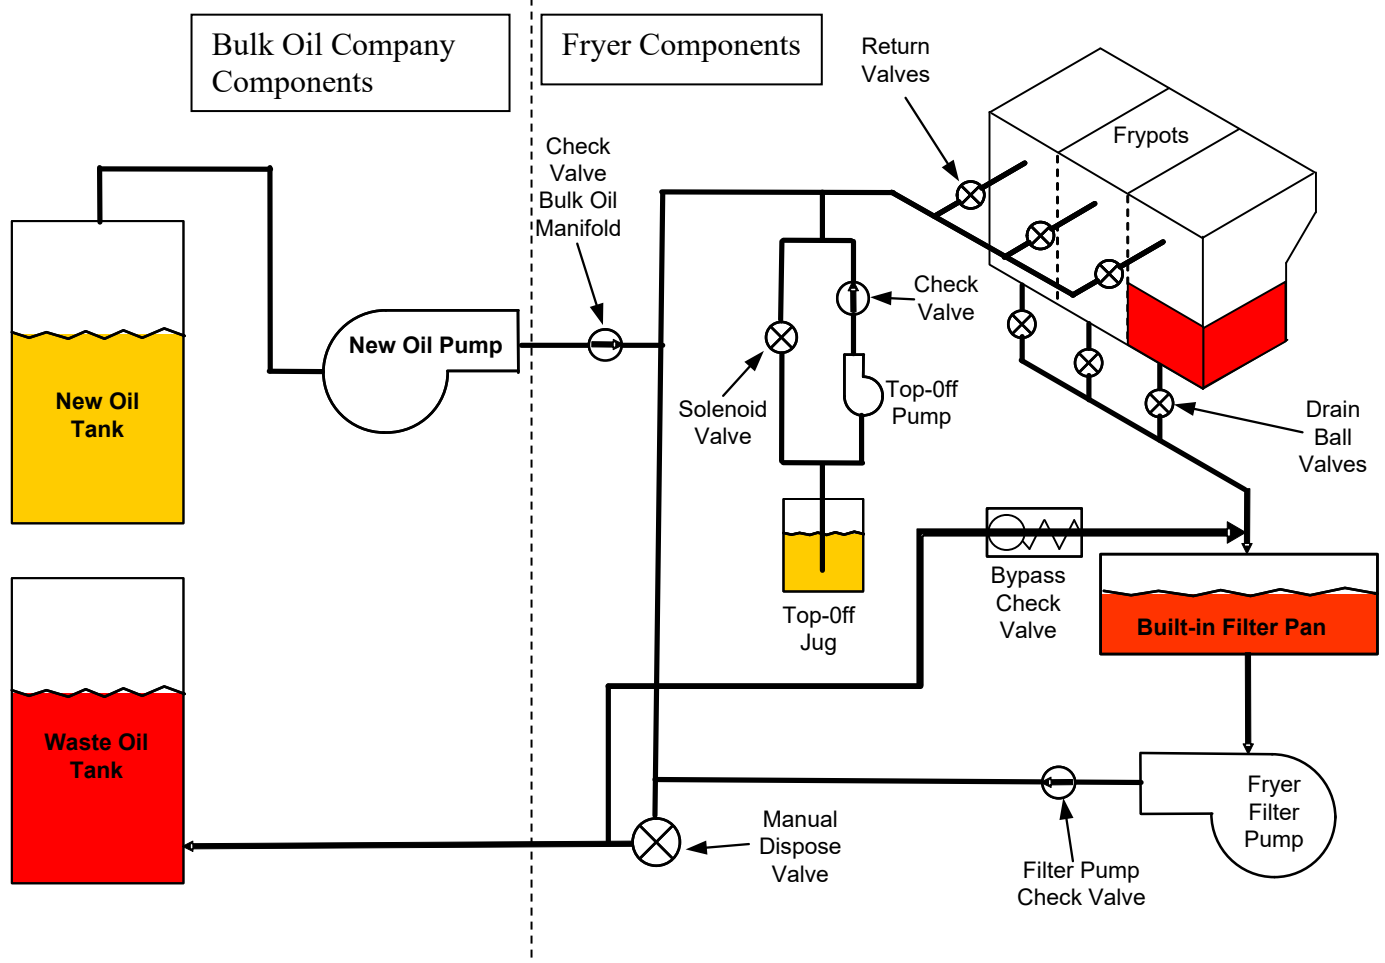 Bulk Oil Company
Components
Fryer Components
Return
Valves
Frypots
Check
Valve
Bulk Oil
Manifold
New Oil Pump
Check
Valve
New Oil
Tank
Solenoid
Valve
Top-0ff
Pump
Drain
Ball
Valves
Top-0ff
Jug
Bypass
Check
Valve
Built-in Filter Pan
Waste Oil
Tank
Manual
Dispose
Valve
Fryer
Filter
Pump
Filter Pump
Check Valve